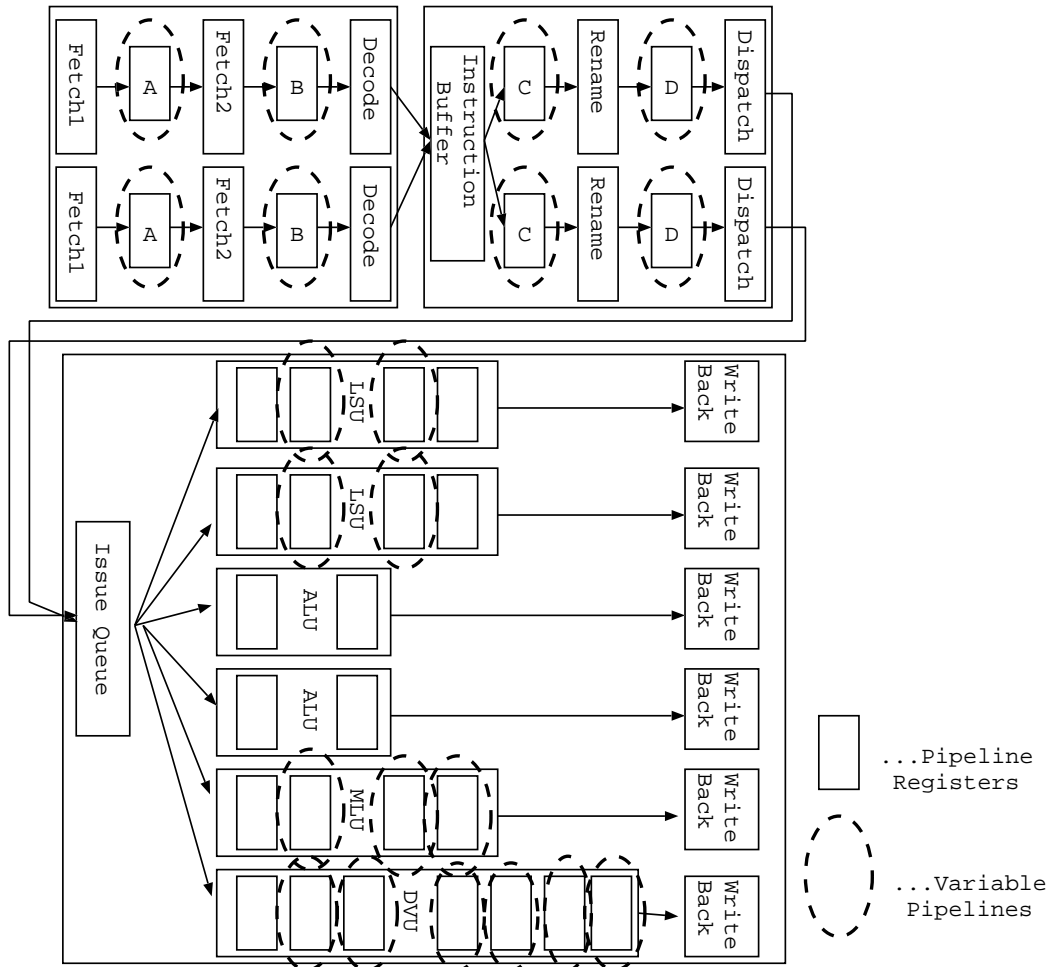 Fetch1
A
Fetch2
B
Decode
Instruction
Buffer
C
Rename
D
Dispatch
Fetch1
A
Fetch2
B
Decode
C
Rename
D
Dispatch
LSU
Write
Back
LSU
Write
Back
Issue Queue
ALU
Write
Back
ALU
Write
Back
MLU
Write
Back
DVU
Write
Back
...Pipeline
Registers
...Variable
Pipelines